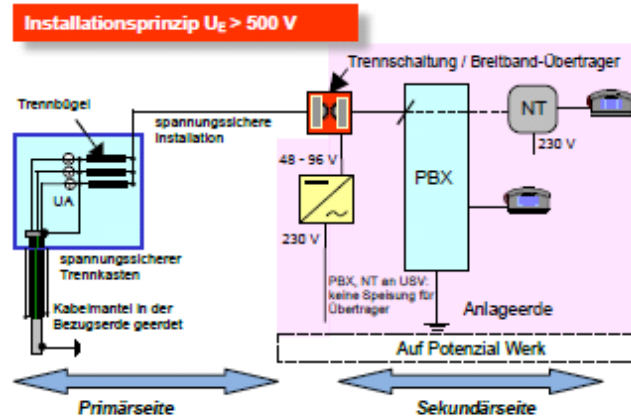 Installationsprinzip UE > 500 V
Trennschaltung / Breitband-Übertrager
Trennbügel
spannungssichere
Installation
NT
230 V
48 - 96 V
PBX
ÜA
230 V
spannungssicherer
Trennkasten
PBX, NT an USV:
keine Speisung für
Übertrager
Kabelmantel in der
Bezugserde geerdet
Anlageerde
Auf Potenzial Werk
Primärseite
Sekundärseite